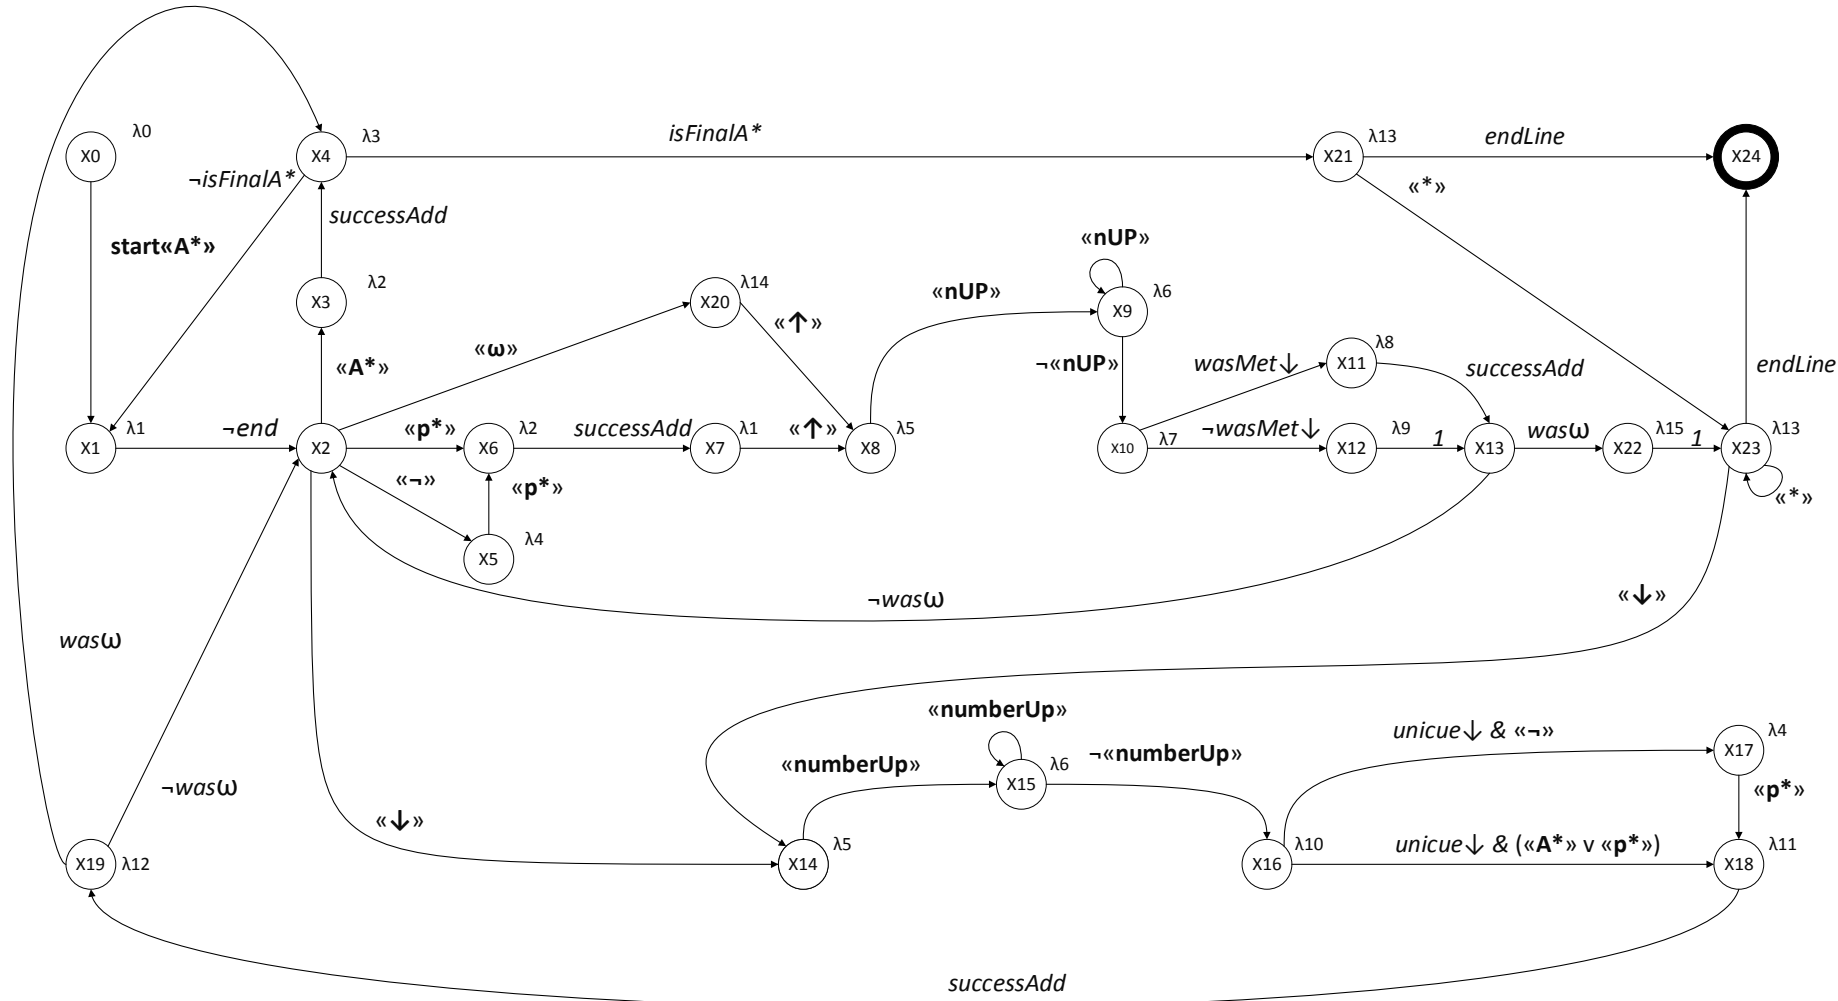 λ0
X0
λ3
X4
isFinalA*
λ13
X21
endLine
X24
¬isFinalA*
«*»
successAdd
start«A*»
«nUP»
λ2
X3
λ14
X20
«nUP»
λ6
X9
«↑»
«ω»
«A*»
¬«nUP»
wasMet↓
λ8
X11
successAdd
endLine
λ1
X1
¬end
X2
«p*»
λ2
X6
successAdd
λ1
X7
«↑»
λ5
X8
X10
λ7
¬wasMet↓
λ9
X12
1
X13
wasω
λ15
X22
1
λ13
X23
«¬»
«p*»
«*»
λ4
X5
¬wasω
«↓»
wasω
«numberUp»
unicue↓ & «¬»
λ4
X17
«numberUp»
λ6
X15
¬«numberUp»
¬wasω
«p*»
«↓»
X19
λ12
λ5
X14
λ10
X16
unicue↓ & («A*» v «p*»)
λ11
X18
successAdd